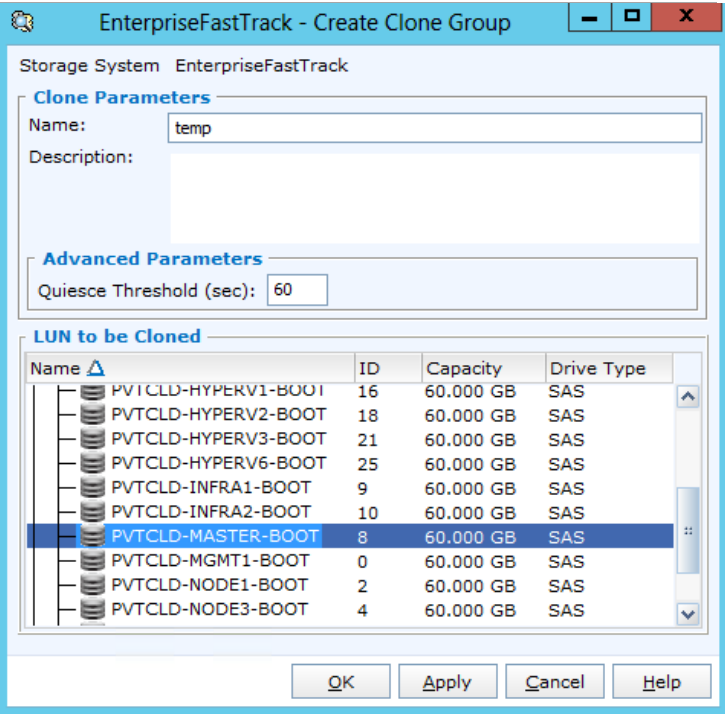 EnterpriseFastTrack - Create Clone Group
Storage System EnterpriseFastTrack
Clone Parameters
Name: temp
Description:
Advanced Parameters
Quiesce Threshold (sec): 60
LUN to be Cloned
Name ID Capacity Drive Type
PVTCLD-HYPERV1-BOOT 16 60.000 GB SAS
PVTCLD-HYPERV2-BOOT 18 60.000 GB SAS
PVTCLD-HYPERV3-BOOT 21 60.000 GB SAS
PVTCLD-HYPERV6-BOOT 25 60.000 GB SAS
PVTCLD-INFRA1-BOOT 9 60.000 GB SAS
PVTCLD-INFRA2-BOOT 10 60.000 GB SAS
PVTCLD-MASTER-BOOT 8 60.000 GB SAS
PVTCLD-MGMT1-BOOT 0 60.000 GB SAS
PVTCLD-NODE1-BOOT 2 60.000 GB SAS
PVTCLD-NODE3-BOOT 4 60.000 GB SAS
OK Apply Cancel Help